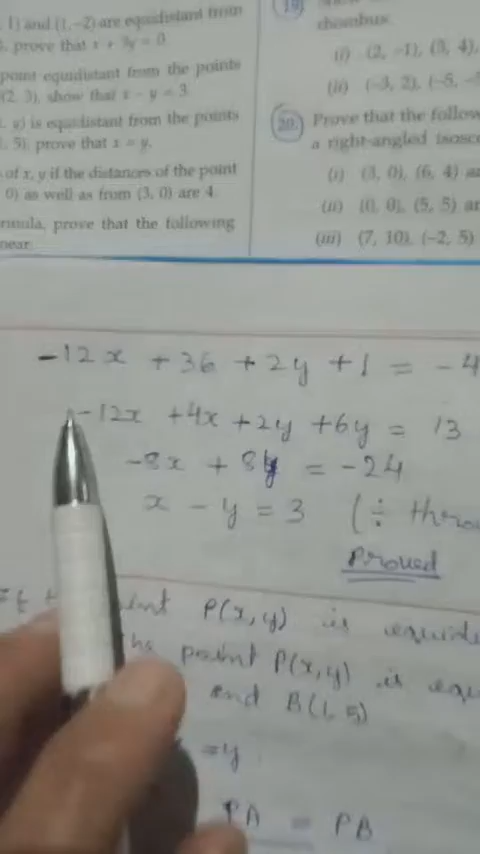 1) and (1,-2) are equidistant from
prove that x + 3y = 0
point equidistant from the points
(2, 3), show that x - y = 3
y) is equidistant from the points
5), prove that x = y.
of x, y if the distances of the point
0) as well as from (3, 0) are 4.
prove that the following
19.
rhombus.
(i) (2, -1), (3, 4),
(ii) (-3, 2), (-5, -5
20. Prove that the follow
a right-angled isosce
(i) (3, 0), (6, 4) a
(ii) (0, 0), (5, 5) a
(iii) (7, 10), (-2, 5)
-12x + 36 + 2y + 1 = -4
-12x + 4x + 2y + 6y = 13
-8x + 8y = -24
x - y = 3 (÷ thro
Proved
P(x,y) is equid
point P(x,y) is equ
and B(1, 5)
= y
PA = PB